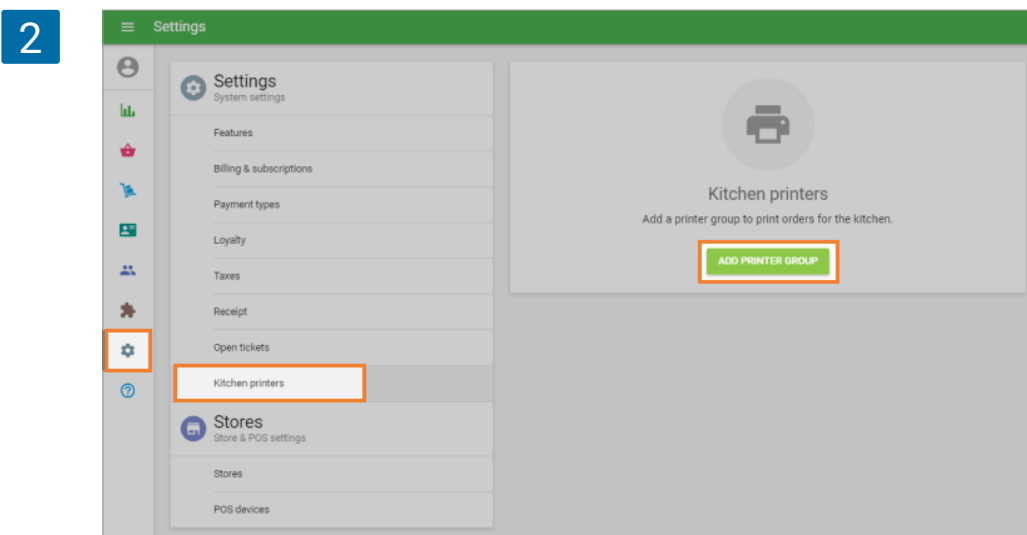 2
Settings
Settings
System settings
Features
Billing & subscriptions
Payment types
Loyalty
Taxes
Receipt
Open tickets
Kitchen printers
Stores
Store & POS settings
Stores
POS devices
Kitchen printers
Add a printer group to print orders for the kitchen.
ADD PRINTER GROUP